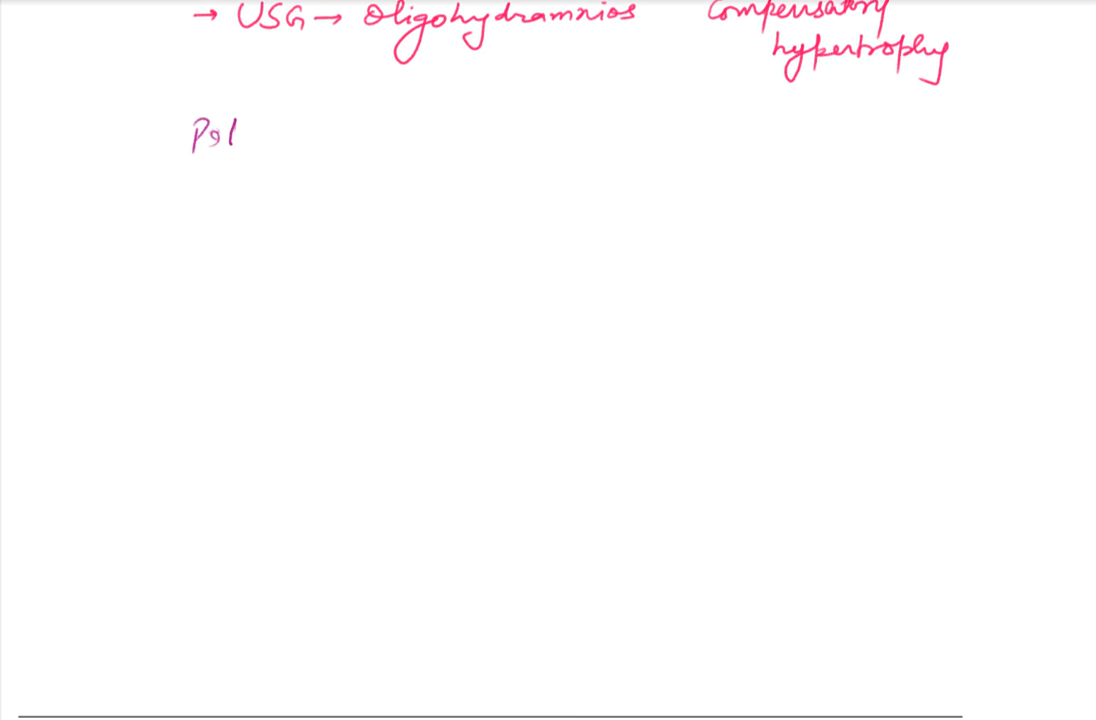 → USG → Oligohydramnios
Compensatory
hypertrophy
Pol